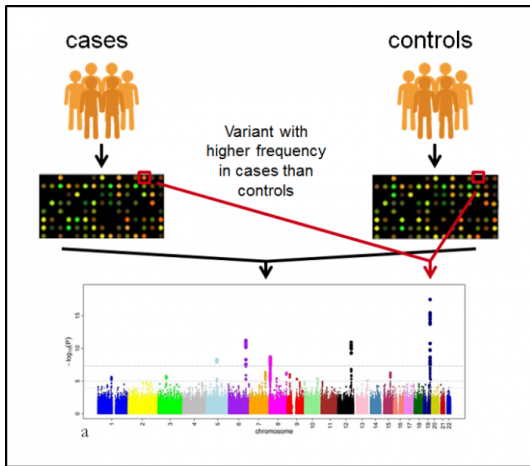 cases
controls
Variant with
higher frequency
in cases than
controls
-log₁₀(P)
15
10
5
0
1 2 3 4 5 6 7 8 9 10 11 12 13 14 15 16 17 18 19 20 21 22
a
chromosome